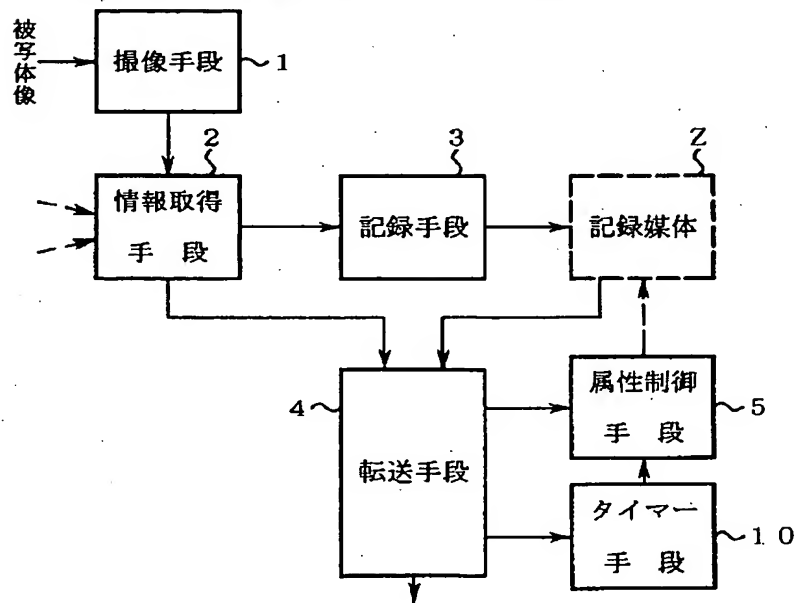 被写体像
撮像手段
1
2
3
Z
情報取得
手 段
記録手段
記録媒体
4
転送手段
属性制御
手 段
5
タイマー
手 段
10